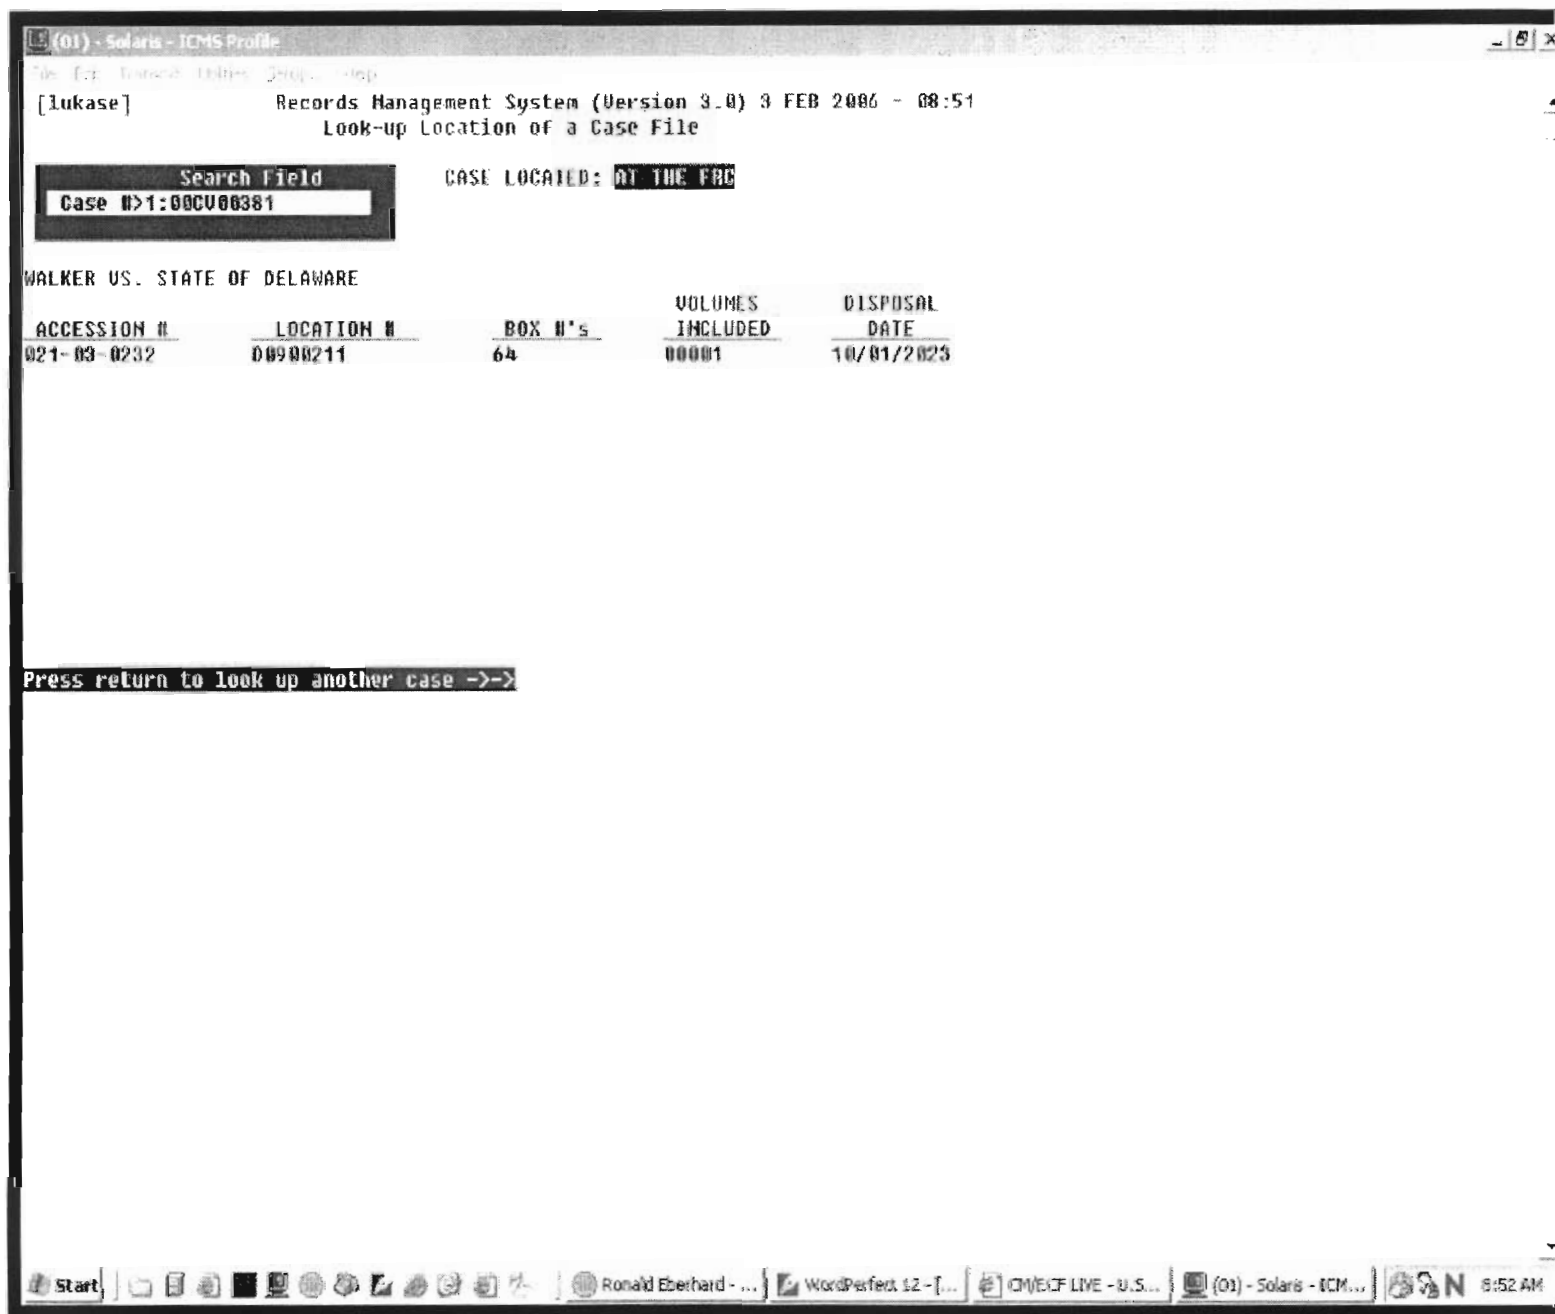 (01) - Solaris - ICMS Profile
[lukase] Records Management System (Version 3.0) 3 FEB 2006 - 08:51
Look-up Location of a Case File
Search Field
CASE LOCATED: AT THE FRC
Case #>1:00CV00381
WALKER VS. STATE OF DELAWARE
VOLUMES DISPOSAL
ACCESSION # LOCATION # BOX #'s INCLUDED DATE
021-03-0232 D0900211 64 00001 10/01/2023
Press return to look up another case ->->
Start
Ronald Eberhard - ...
WordPerfect 12 - [...
CM/ECF LIVE - U.S...
(01) - Solaris - ICM...
N
8:52 AM